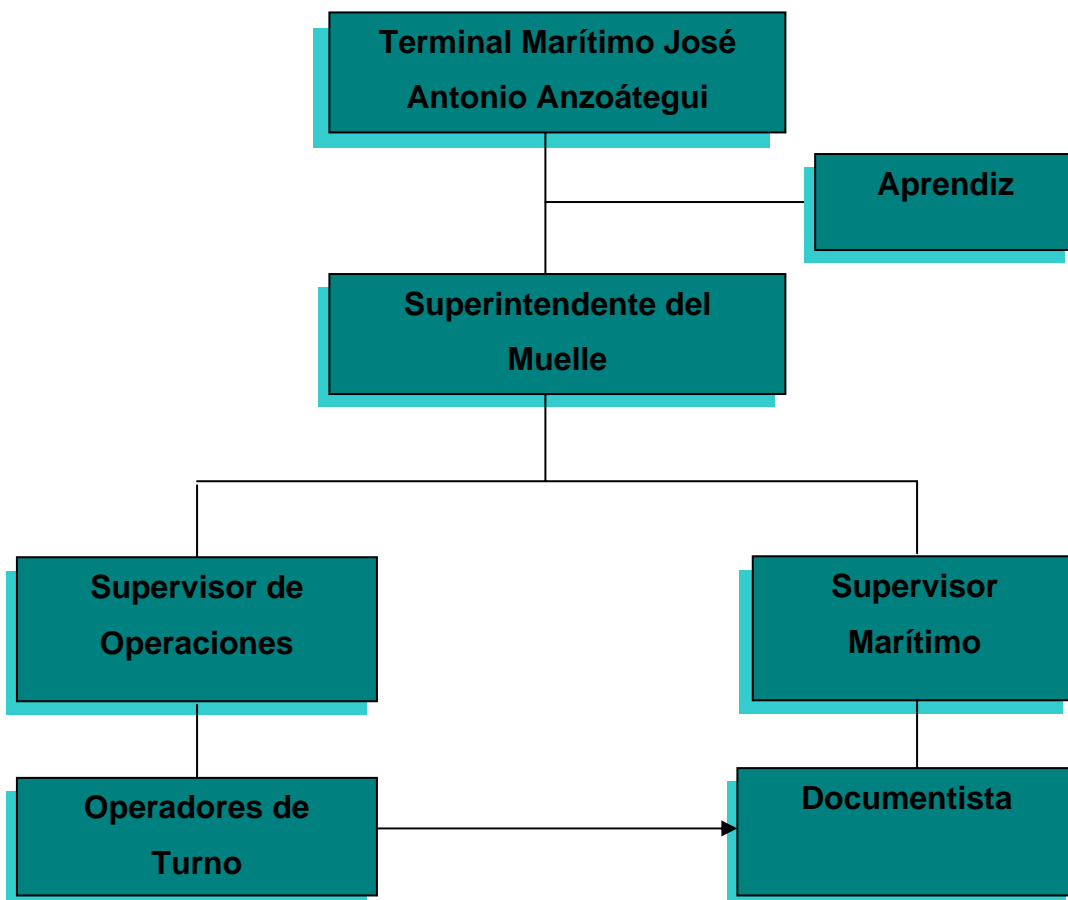 Terminal Marítimo José
Antonio Anzoátegui
Aprendiz
Superintendente del
Muelle
Supervisor de
Operaciones
Supervisor
Marítimo
Operadores de
Turno
Documentista